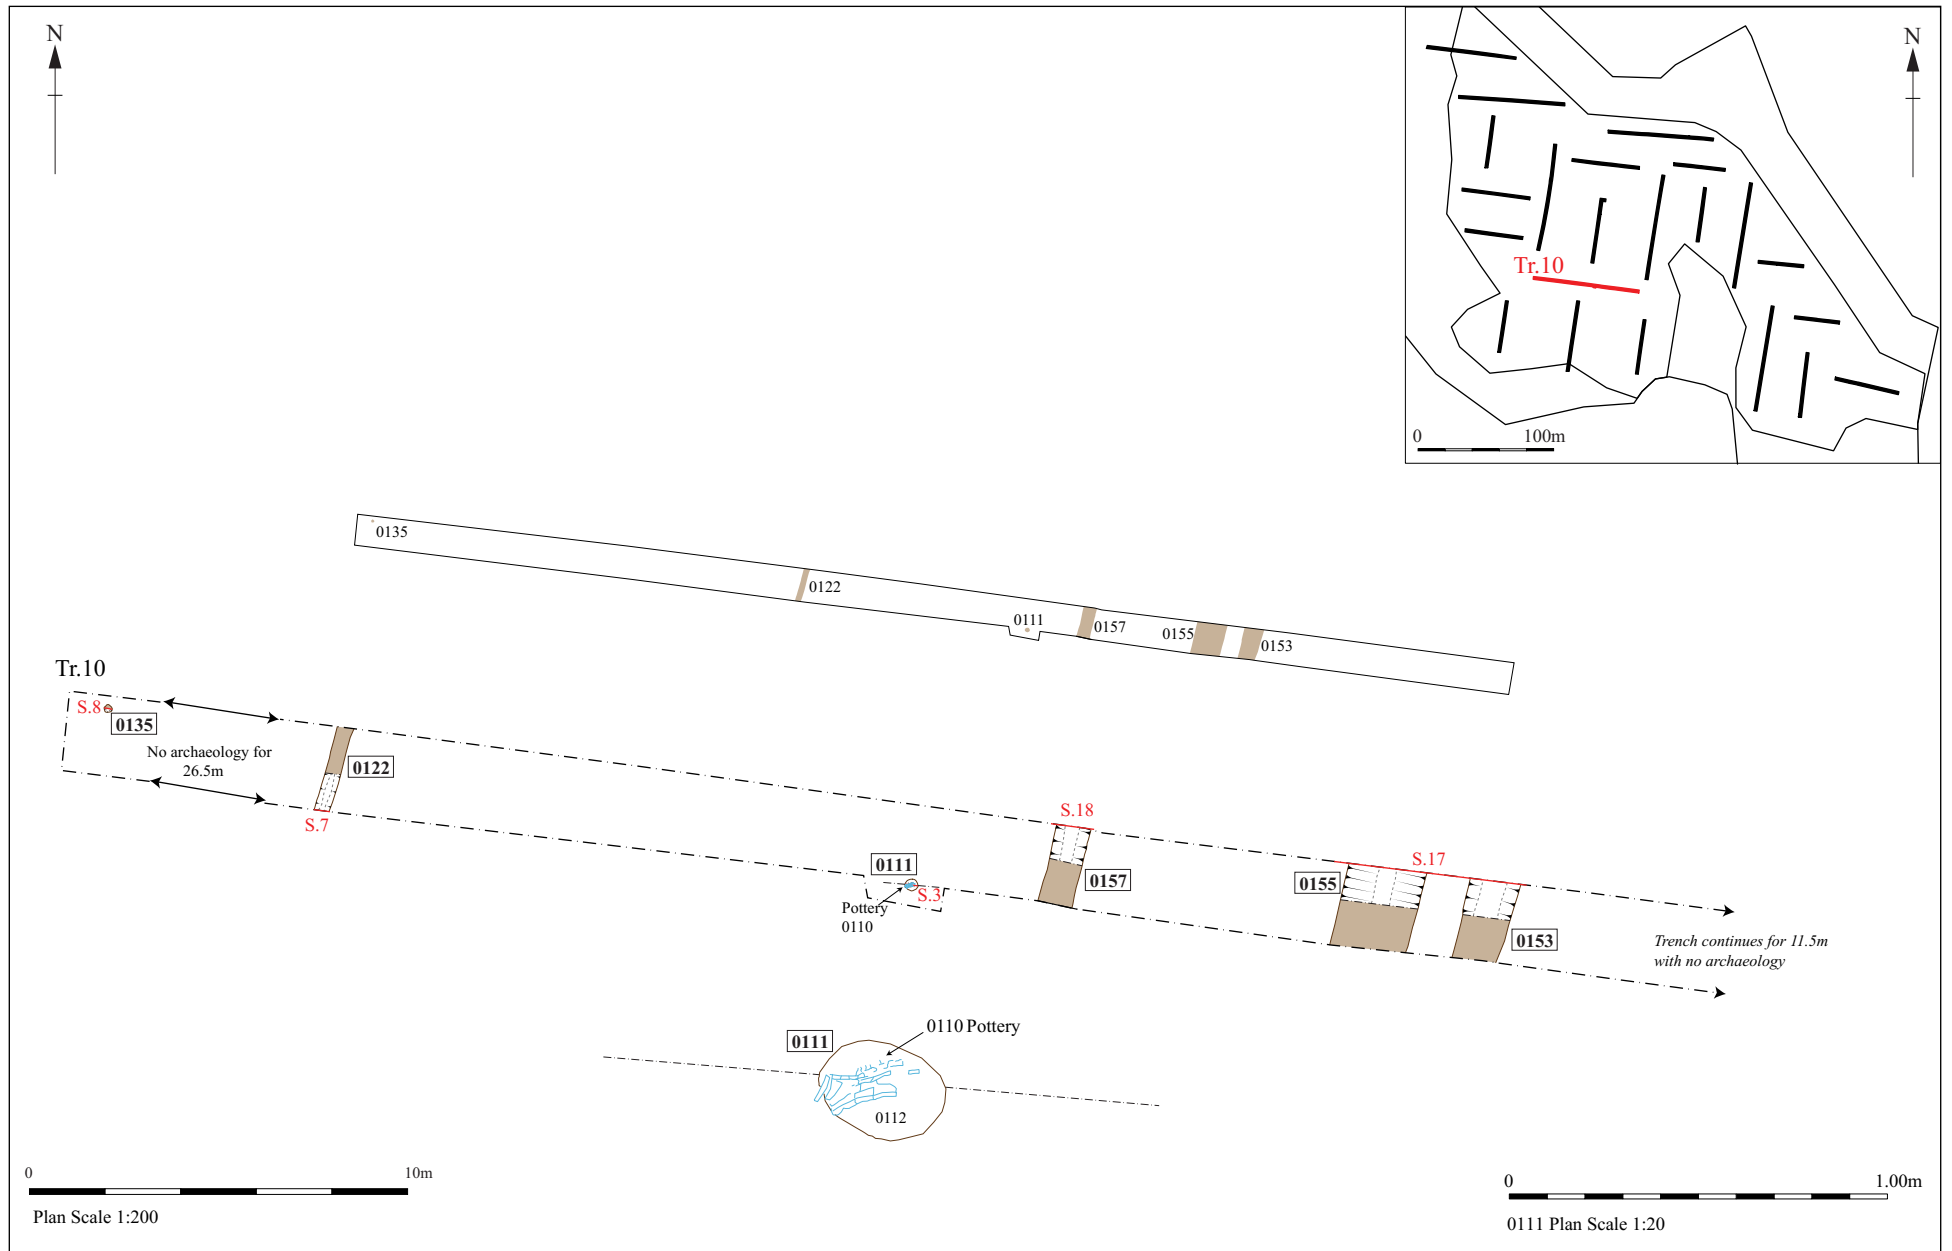 N
N
Tr.10
0
100m
0135
0122
0111
0157
0155
0153
Tr.10
S.8
0135
No archaeology for
26.5m
0122
S.7
0111
S.3
Pottery
0110
S.18
0157
S.17
0155
0153
Trench continues for 11.5m
with no archaeology
0111
0110 Pottery
0112
0
10m
Plan Scale 1:200
0
1.00m
0111 Plan Scale 1:20